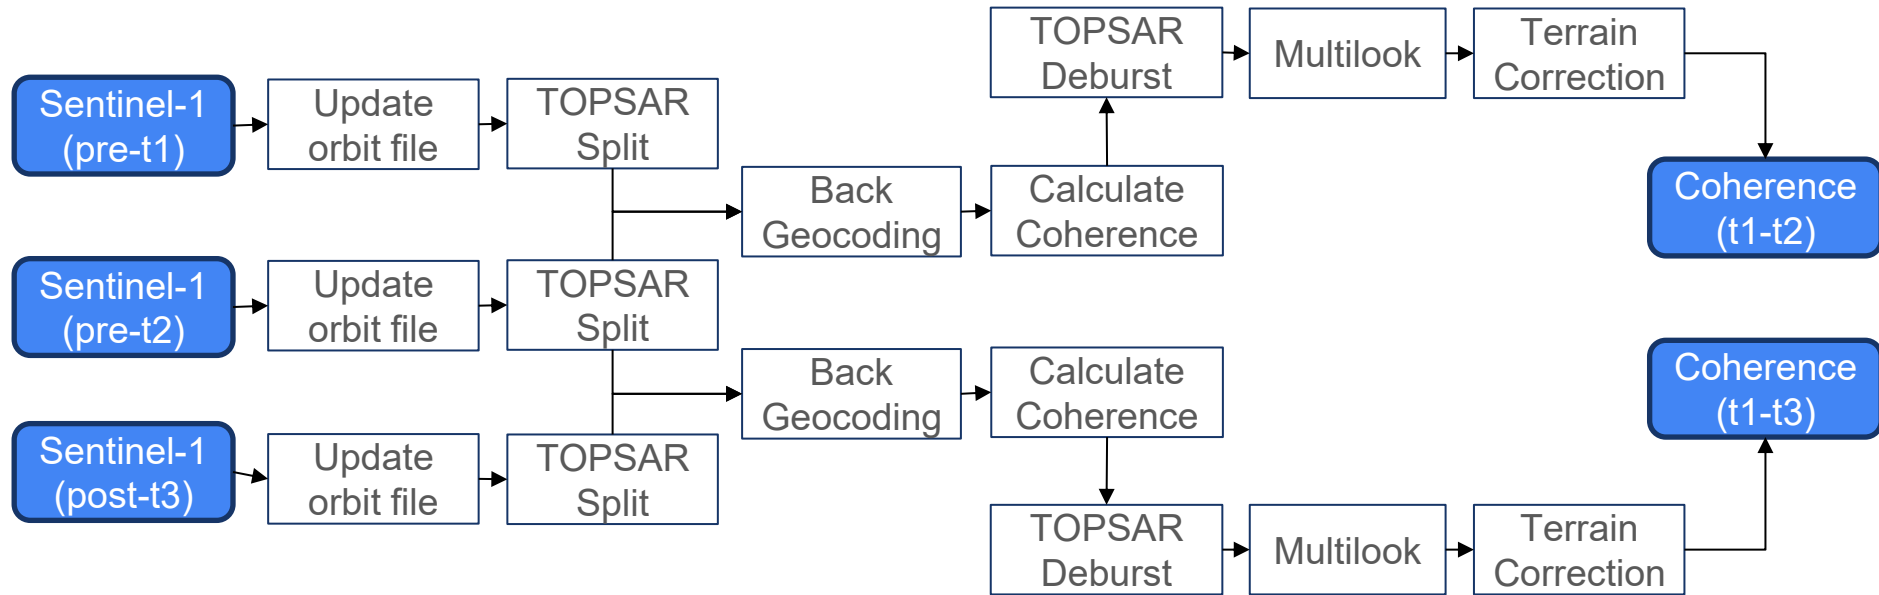 Sentinel-1
(pre-t1)
Update
orbit file
TOPSAR
Split
Sentinel-1
(pre-t2)
Update
orbit file
TOPSAR
Split
Sentinel-1
(post-t3)
Update
orbit file
TOPSAR
Split
Back
Geocoding
Calculate
Coherence
TOPSAR
Deburst
Multilook
Terrain
Correction
Coherence
(t1-t2)
Back
Geocoding
Calculate
Coherence
TOPSAR
Deburst
Multilook
Terrain
Correction
Coherence
(t1-t3)